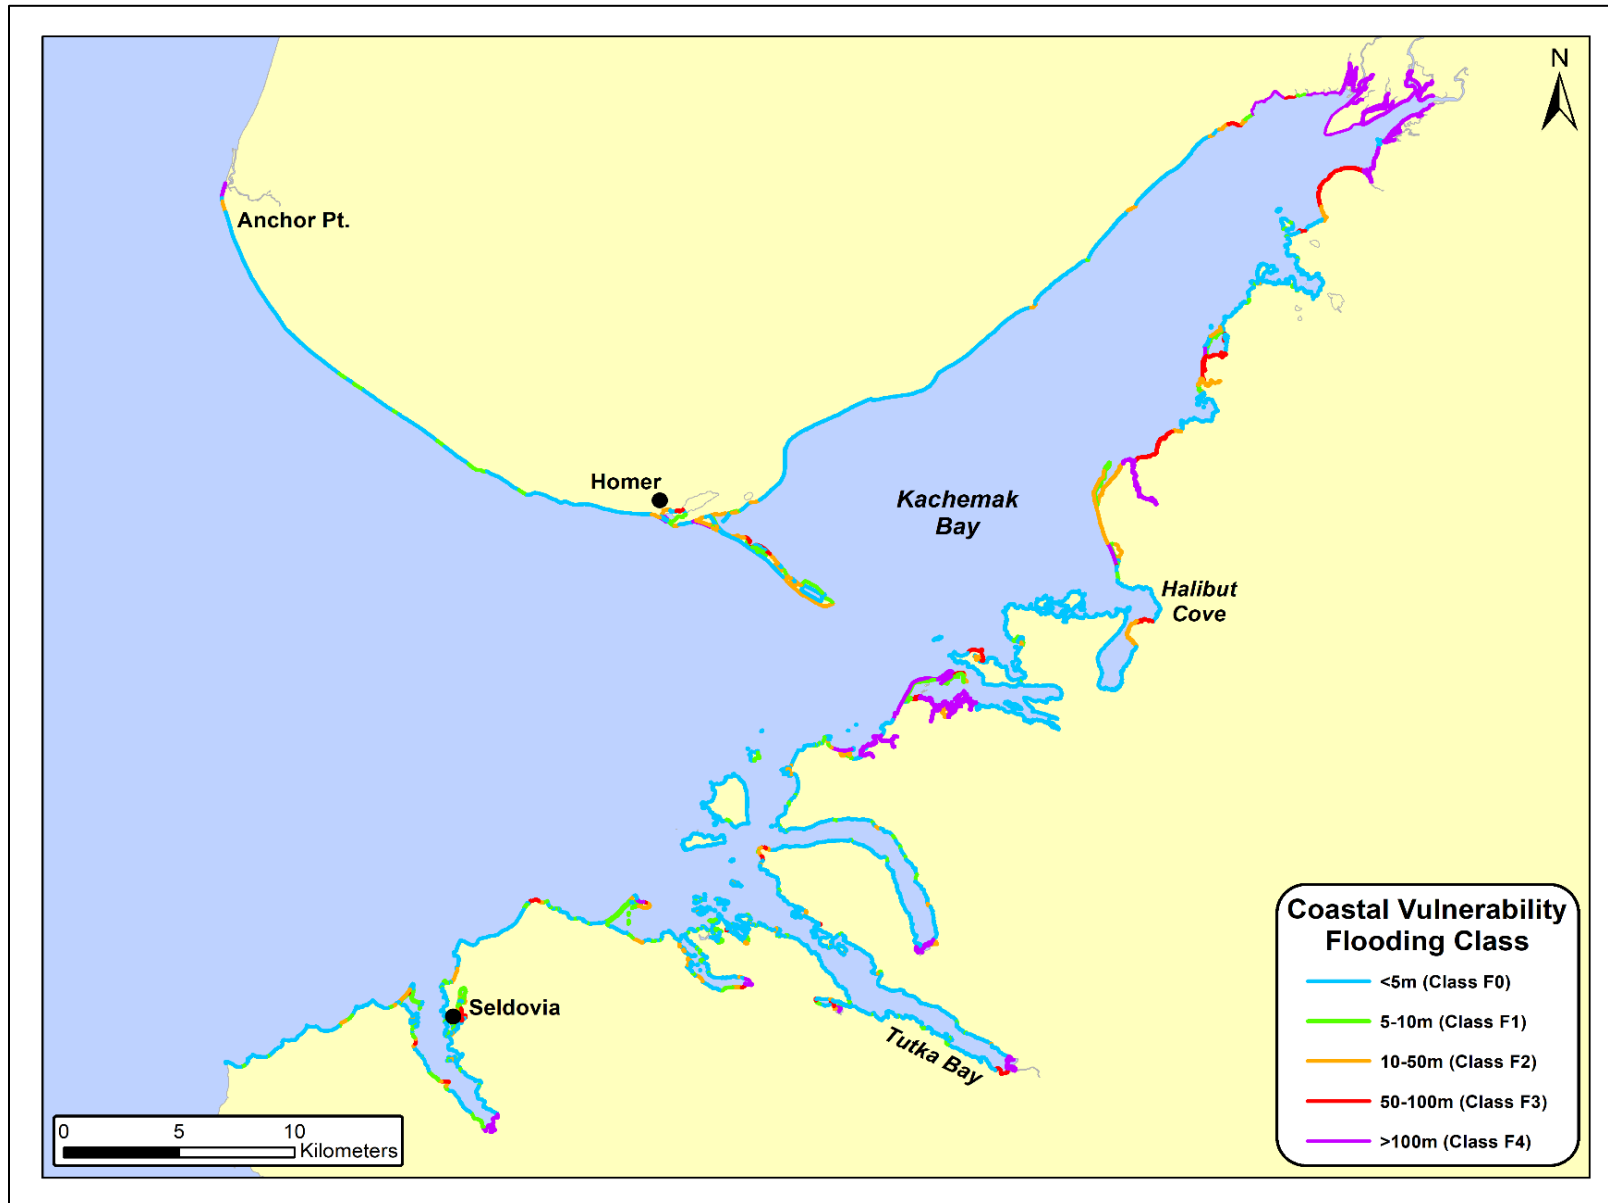 N
Anchor Pt.
Homer
Kachemak
Bay
Halibut
Cove
Seldovia
Tutka Bay
Coastal Vulnerability
Flooding Class
<5m (Class F0)
5-10m (Class F1)
10-50m (Class F2)
50-100m (Class F3)
>100m (Class F4)
0 5 10
Kilometers